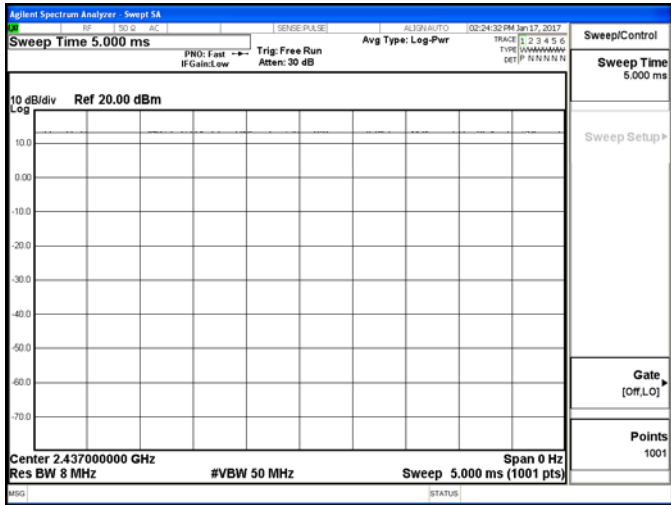 Agilent Spectrum Analyzer - Swept SA
RF 50 Ω AC SENSE:PULSE ALIGNAUTO 02:24:32 PM Jan 17, 2017
Sweep Time 5.000 ms
PNO: Fast
IFGain:Low
Trig: Free Run
Atten: 30 dB
Avg Type: Log-Pwr
TRACE 1 2 3 4 5 6
TYPE
DET P N N N N N
10 dB/div Ref 20.00 dBm
Log
10.0
0.00
-10.0
-20.0
-30.0
-40.0
-50.0
-60.0
-70.0
Center 2.437000000 GHz Span 0 Hz
Res BW 8 MHz #VBW 50 MHz Sweep 5.000 ms (1001 pts)
MSG STATUS
Sweep/Control
Sweep Time
5.000 ms
Sweep Setup
Gate
[Off,LO]
Points
1001